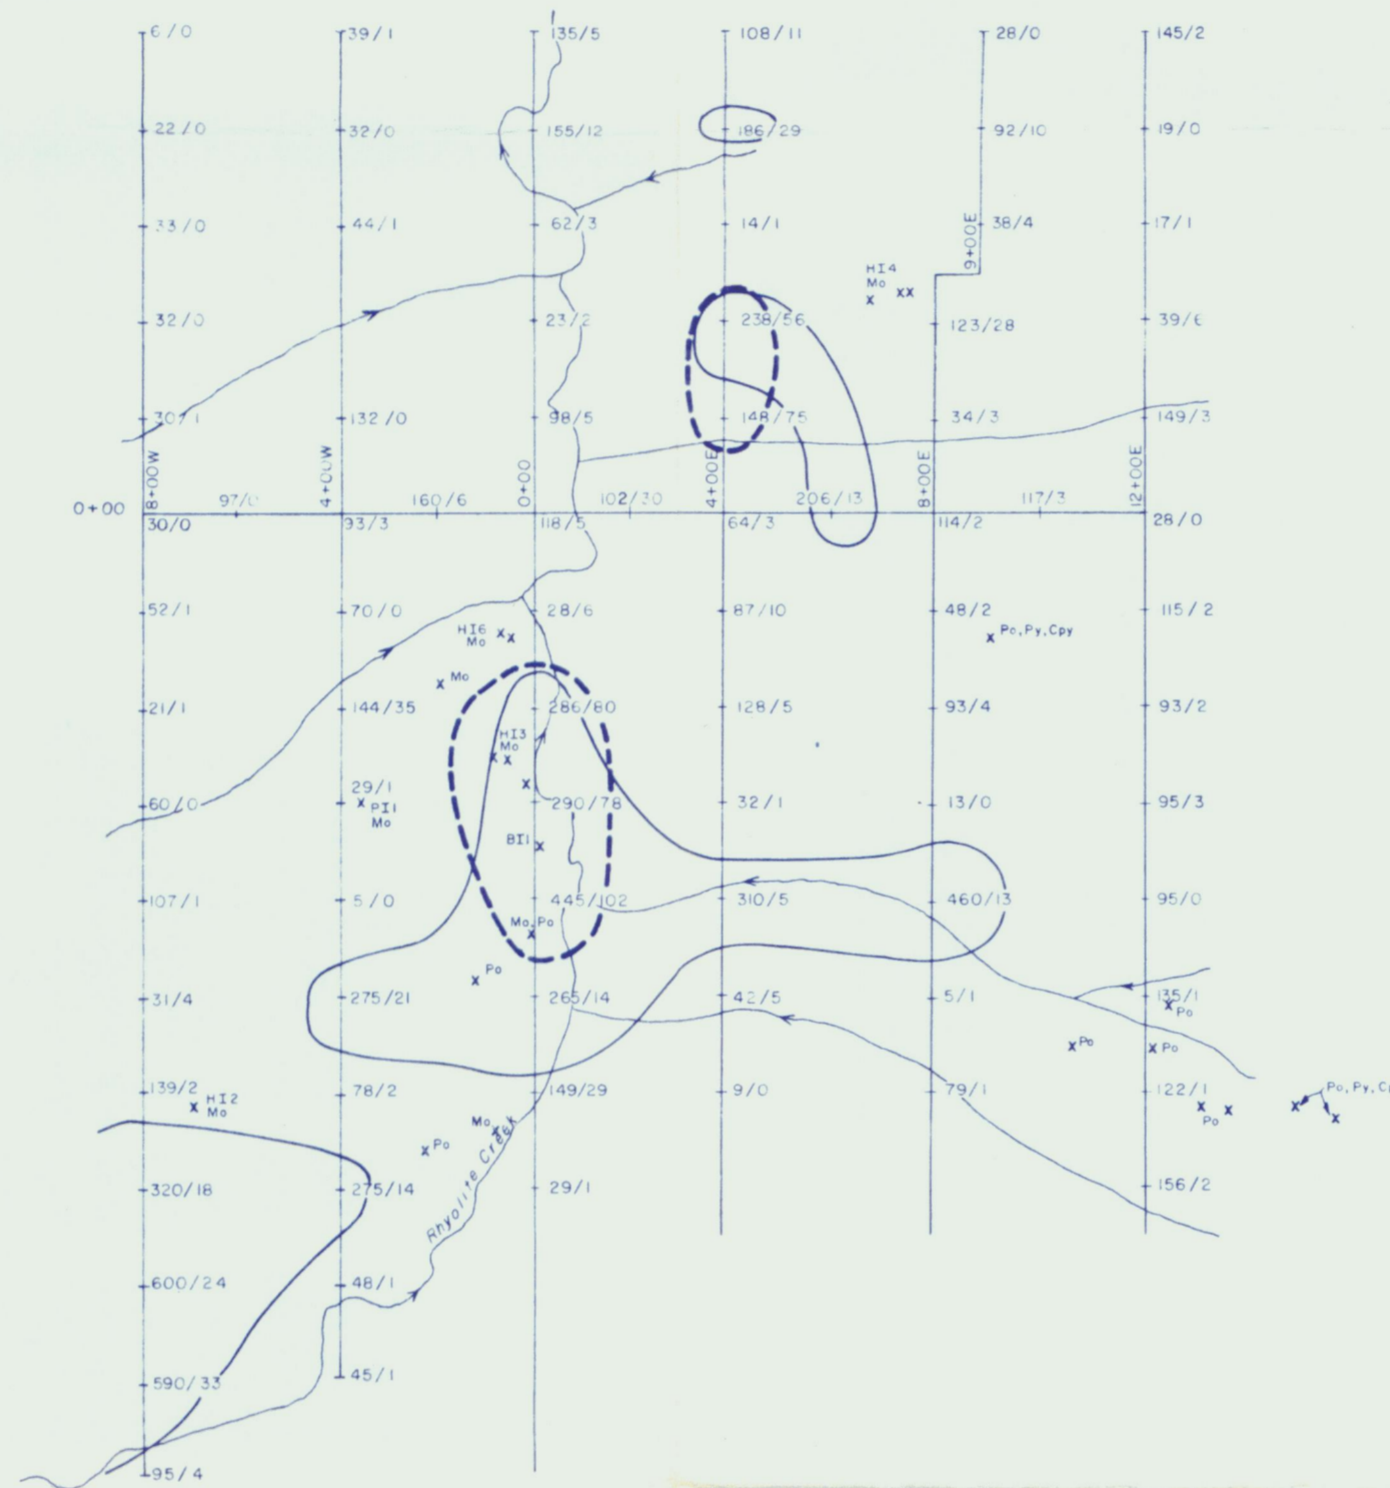 6/0 39/1 135/5 108/11 28/0 145/2
22/0 32/0 155/12 186/29 92/10 19/0
33/0 44/1 62/3 14/1 38/4 17/1
9+00E
HI4
Mo
32/0 23/2 238/56 123/28 39/6
30/1 132/0 98/5 148/75 34/3 149/3
8+00W 4+00W 0+00 4+00E 8+00E 12+00E
97/0 160/6 102/30 206/13 117/3
0+00
30/0 93/3 118/5 64/3 114/2 28/0
52/1 70/0 28/6 87/10 48/2 115/2
HI6
Mo
Po,Py,Cpy
Mo
21/1 144/35 286/80 128/5 93/4 93/2
HI3
Mo
29/1
60/0 290/78 32/1 13/0 95/3
PI1
Mo
BI1
107/1 5/0 445/102 310/5 460/13 95/0
Mo,Po
Po
31/4 275/21 265/14 42/5 5/1 135/1
Po
Po Po
139/2 78/2 149/29 9/0 79/1 122/1
Po,Py,C
HI2
Mo
Po
Mo
Po
Rhyolite Creek
320/18 275/14 29/1 156/2
600/24 48/1
590/33 45/1
95/4